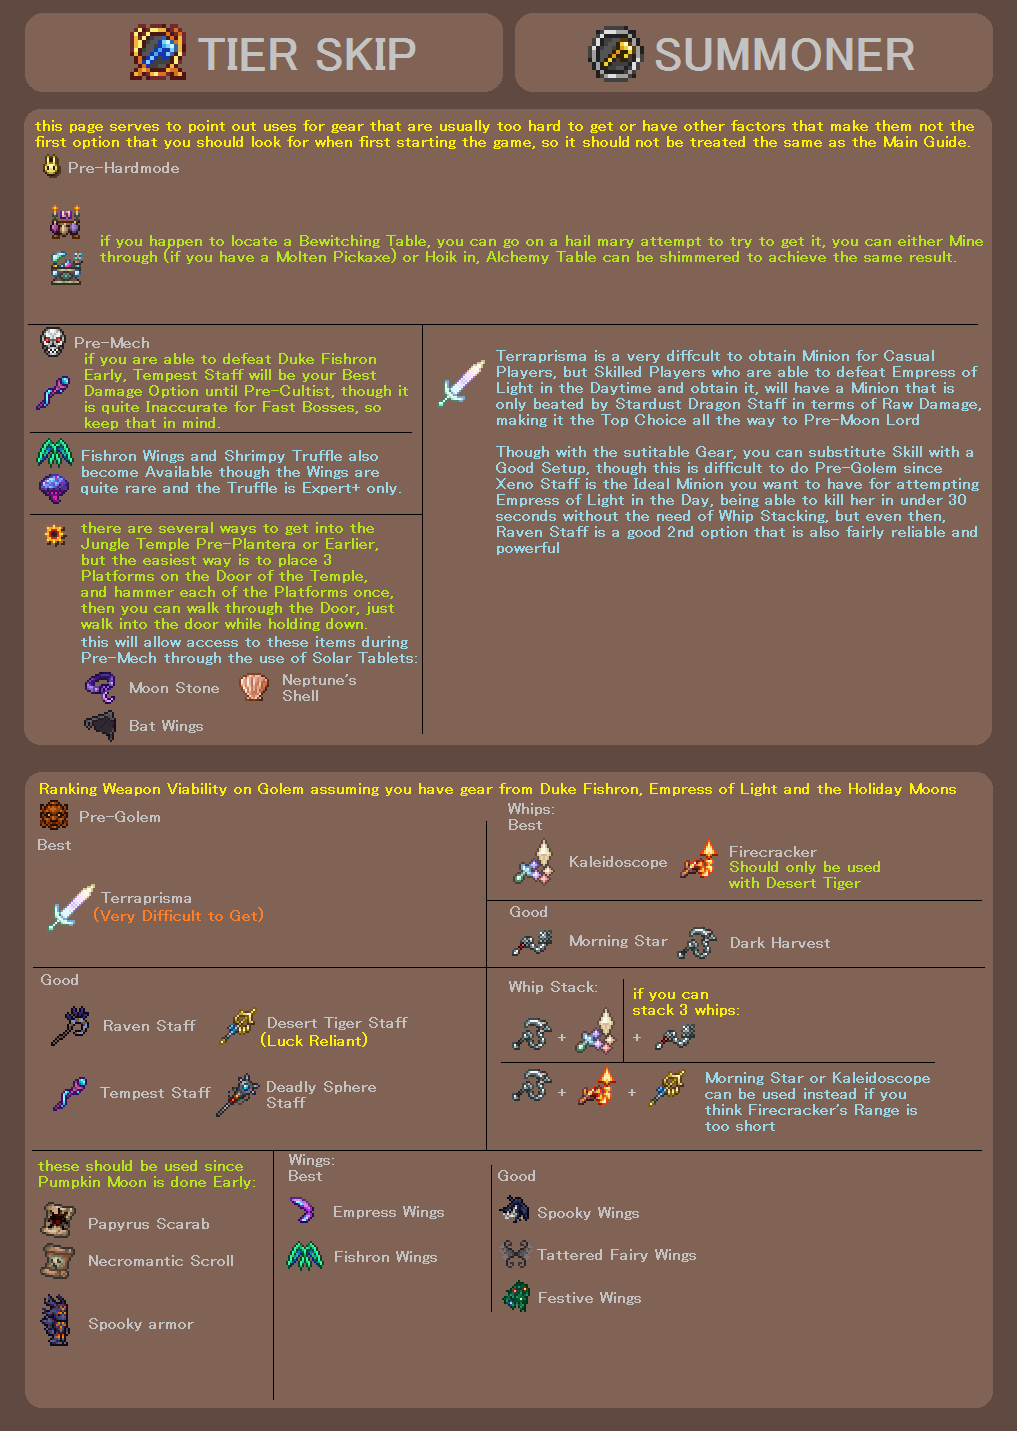 TIER SKIP
SUMMONER
this page serves to point out uses for gear that are usually too hard to get or have other factors that make them not the
first option that you should look for when first starting the game, so it should not be treated the same as the Main Guide.
Pre-Hardmode
if you happen to locate a Bewitching Table, you can go on a hail mary attempt to try to get it, you can either Mine
through (if you have a Molten Pickaxe) or Hoik in, Alchemy Table can be shimmered to achieve the same result.
Pre-Mech
if you are able to defeat Duke Fishron
Early, Tempest Staff will be your Best
Damage Option until Pre-Cultist, though it
is quite Inaccurate for Fast Bosses, so
keep that in mind.
Fishron Wings and Shrimpy Truffle also
become Available though the Wings are
quite rare and the Truffle is Expert+ only.
there are several ways to get into the
Jungle Temple Pre-Plantera or Earlier,
but the easiest way is to place 3
Platforms on the Door of the Temple,
and hammer each of the Platforms once,
then you can walk through the Door, just
walk into the door while holding down.
this will allow access to these items during
Pre-Mech through the use of Solar Tablets:
Moon Stone
Neptune's
Shell
Bat Wings
Terraprisma is a very diffcult to obtain Minion for Casual
Players, but Skilled Players who are able to defeat Empress of
Light in the Daytime and obtain it, will have a Minion that is
only beated by Stardust Dragon Staff in terms of Raw Damage,
making it the Top Choice all the way to Pre-Moon Lord
Though with the sutitable Gear, you can substitute Skill with a
Good Setup, though this is difficult to do Pre-Golem since
Xeno Staff is the Ideal Minion you want to have for attempting
Empress of Light in the Day, being able to kill her in under 30
seconds without the need of Whip Stacking, but even then,
Raven Staff is a good 2nd option that is also fairly reliable and
powerful
Ranking Weapon Viability on Golem assuming you have gear from Duke Fishron, Empress of Light and the Holiday Moons
Pre-Golem
Best
Terraprisma
(Very Difficult to Get)
Whips:
Best
Kaleidoscope
Firecracker
Should only be used
with Desert Tiger
Good
Morning Star
Dark Harvest
Good
Raven Staff
Desert Tiger Staff
(Luck Reliant)
Tempest Staff
Deadly Sphere
Staff
Whip Stack:
+
if you can
stack 3 whips:
+
+
+
Morning Star or Kaleidoscope
can be used instead if you
think Firecracker's Range is
too short
these should be used since
Pumpkin Moon is done Early:
Papyrus Scarab
Necromantic Scroll
Spooky armor
Wings:
Best
Empress Wings
Fishron Wings
Good
Spooky Wings
Tattered Fairy Wings
Festive Wings